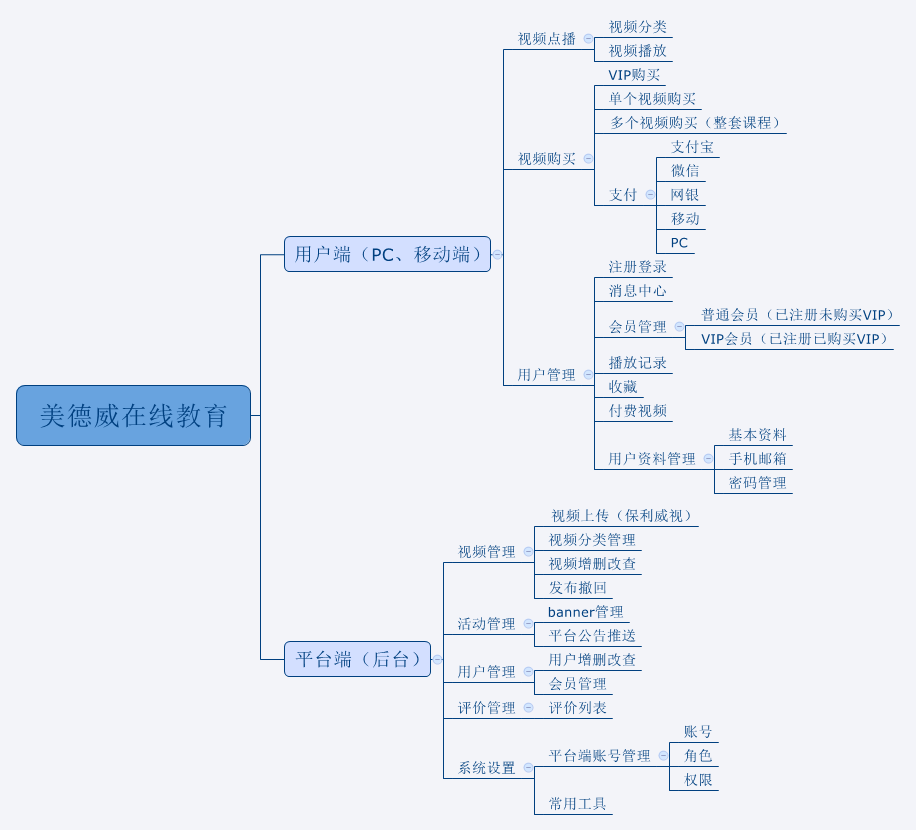 美德威在线教育
用户端（PC、移动端）
视频点播
视频分类
视频播放
视频购买
VIP购买
单个视频购买
多个视频购买（整套课程）
支付
支付宝
微信
网银
移动
PC
用户管理
注册登录
消息中心
会员管理
普通会员（已注册未购买VIP）
VIP会员（已注册已购买VIP）
播放记录
收藏
付费视频
用户资料管理
基本资料
手机邮箱
密码管理
平台端（后台）
视频管理
视频上传（保利威视）
视频分类管理
视频增删改查
发布撤回
活动管理
banner管理
平台公告推送
用户管理
用户增删改查
会员管理
评价管理
评价列表
系统设置
平台端账号管理
账号
角色
权限
常用工具